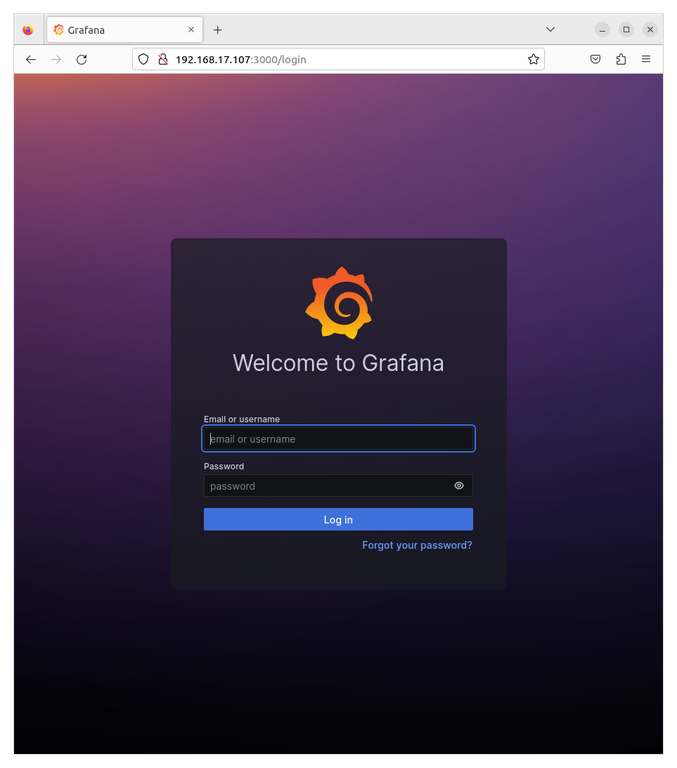 Grafana
192.168.17.107:3000/login
Welcome to Grafana
Email or username
email or username
Password
password
Log in
Forgot your password?